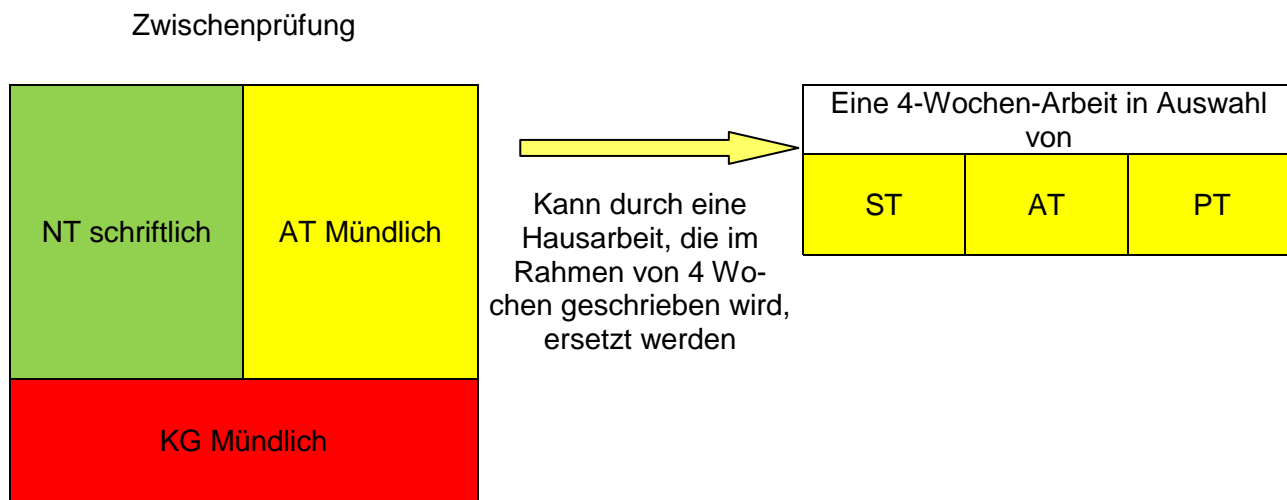 Zwischenprüfung
NT schriftlich
AT Mündlich
KG Mündlich
Kann durch eine
Hausarbeit, die im
Rahmen von 4 Wo-
chen geschrieben wird,
ersetzt werden
Eine 4-Wochen-Arbeit in Auswahl
von
ST
AT
PT